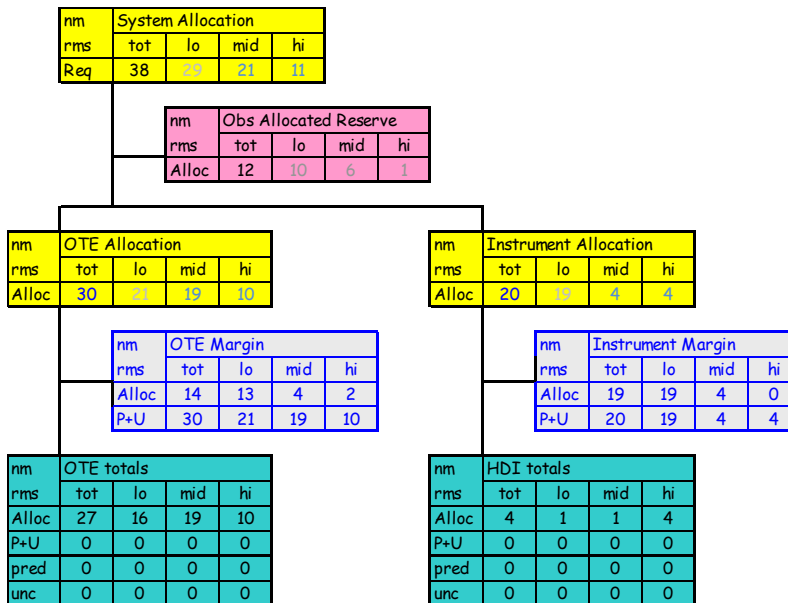 nm System Allocation
rms tot lo mid hi
Req 38 29 21 11
nm Obs Allocated Reserve
rms tot lo mid hi
Alloc 12 10 6 1
nm OTE Allocation
rms tot lo mid hi
Alloc 30 21 19 10
nm Instrument Allocation
rms tot lo mid hi
Alloc 20 19 4 4
nm OTE Margin
rms tot lo mid hi
Alloc 14 13 4 2
P+U 30 21 19 10
nm Instrument Margin
rms tot lo mid hi
Alloc 19 19 4 0
P+U 20 19 4 4
nm OTE totals
rms tot lo mid hi
Alloc 27 16 19 10
P+U 0 0 0 0
pred 0 0 0 0
unc 0 0 0 0
nm HDI totals
rms tot lo mid hi
Alloc 4 1 1 4
P+U 0 0 0 0
pred 0 0 0 0
unc 0 0 0 0